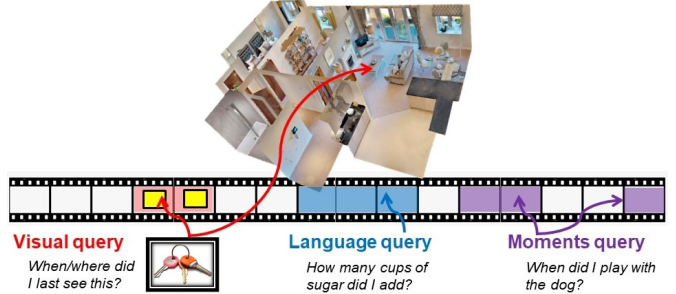 Visual query
When/where did
I last see this?
Language query
How many cups of
sugar did I add?
Moments query
When did I play with
the dog?